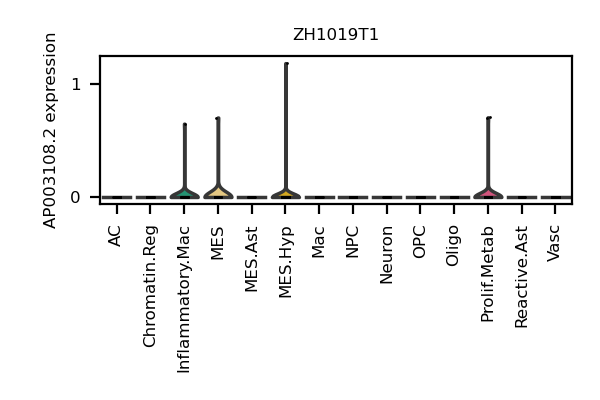 ZH1019T1
AP003108.2 expression
1
0
AC
Chromatin.Reg
Inflammatory.Mac
MES
MES.Ast
MES.Hyp
Mac
NPC
Neuron
OPC
Oligo
Prolif.Metab
Reactive.Ast
Vasc